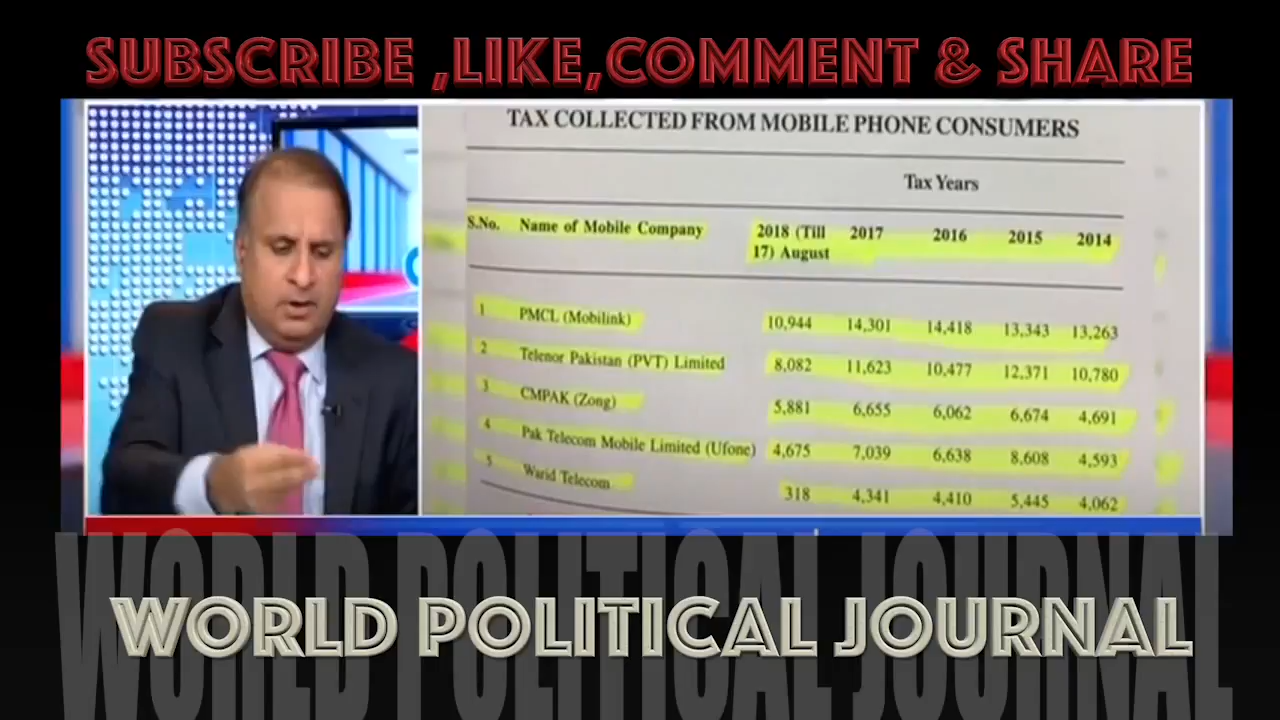 SUBSCRIBE ,LIKE,COMMENT & SHARE
TAX COLLECTED FROM MOBILE PHONE CONSUMERS
Tax Years
S.No. Name of Mobile Company 2018 (Till 17) August 2017 2016 2015 2014
1 PMCL (Mobilink) 10,944 14,301 14,418 13,343 13,263
2 Telenor Pakistan (PVT) Limited 8,082 11,623 10,477 12,371 10,780
3 CMPAK (Zong) 5,881 6,655 6,062 6,674 4,691
4 Pak Telecom Mobile Limited (Ufone) 4,675 7,039 6,638 8,608 4,593
5 Warid Telecom 318 4,341 4,410 5,445 4,062
WORLD POLITICAL JOURNAL
WORLD POLITICAL JOURNAL